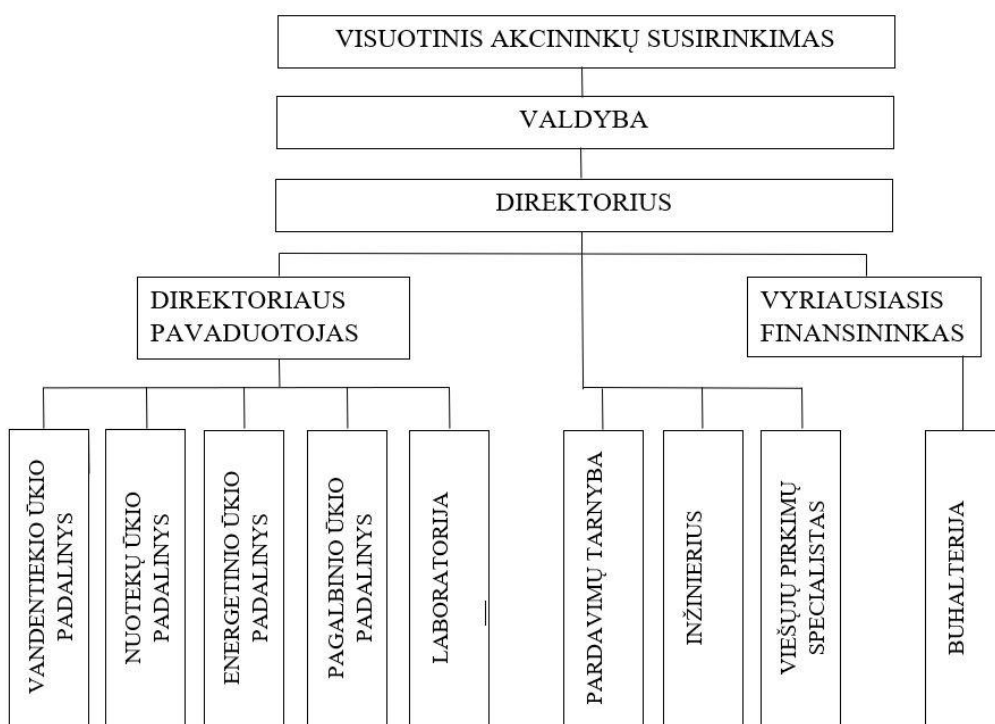 VISUOTINIS AKCININKŲ SUSIRINKIMAS
VALDYBA
DIREKTORIUS
DIREKTORIAUS
PAVADUOTOJAS
VYRIAUSIASIS
FINANSININKAS
VANDENTIEKIO ŪKIO
PADALINYS
NUOTEKŲ ŪKIO
PADALINYS
ENERGETINIO ŪKIO
PADALINYS
PAGALBINIO ŪKIO
PADALINYS
LABORATORIJA
PARDAVIMŲ TARNYBA
INŽINIERIUS
VIEŠŲJŲ PIRKIMŲ
SPECIALISTAS
BUHALTERIJA